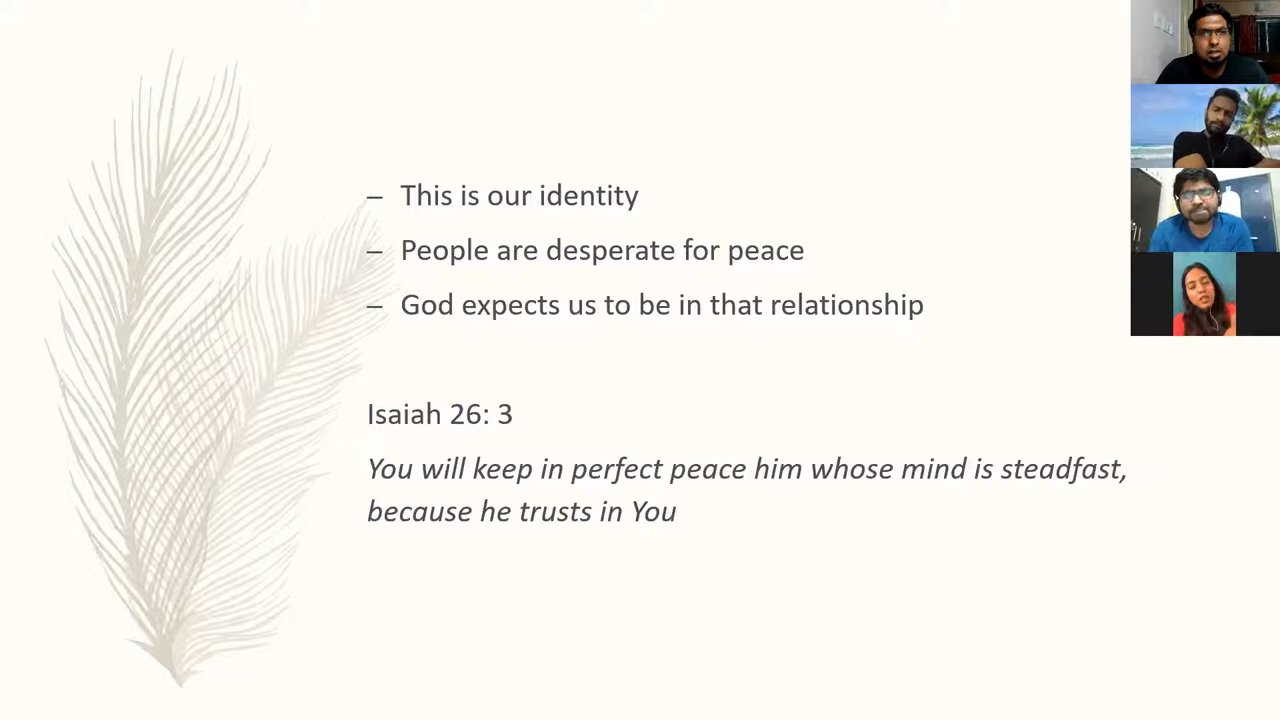 – This is our identity
– People are desperate for peace
– God expects us to be in that relationship
Isaiah 26: 3
You will keep in perfect peace him whose mind is steadfast,
because he trusts in You